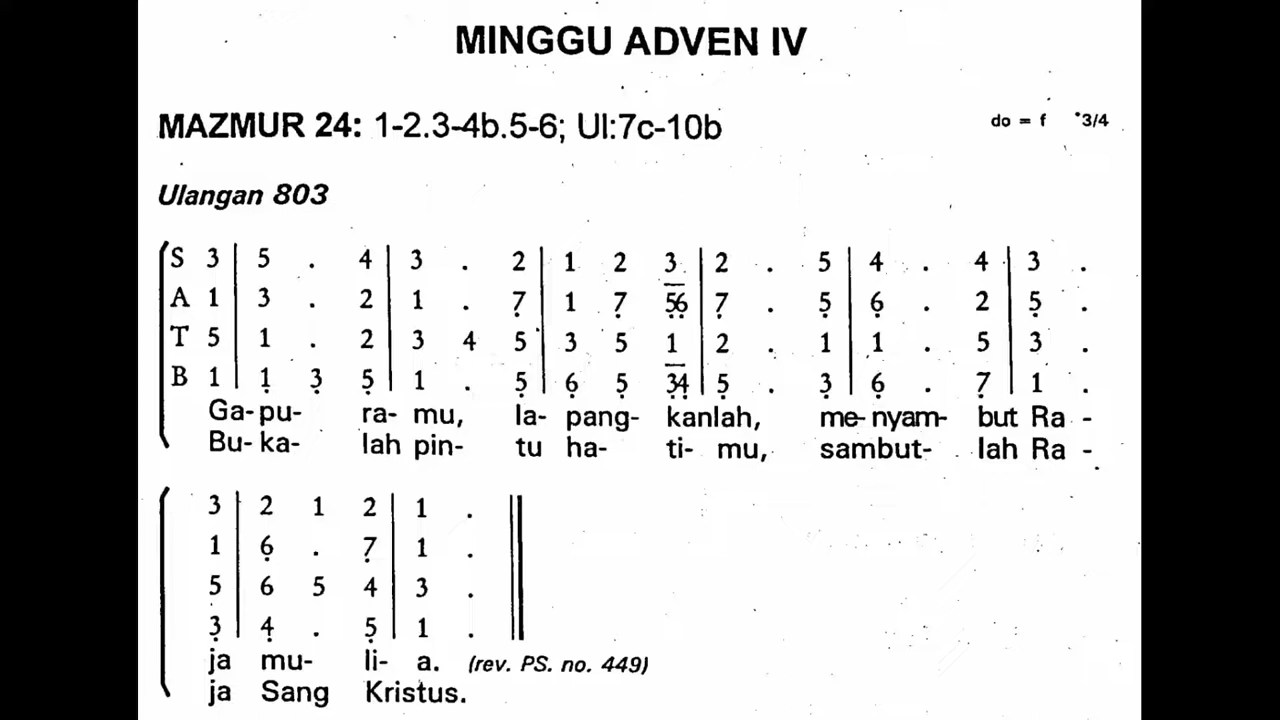 MINGGU ADVEN IV
MAZMUR 24: 1-2.3-4b.5-6; Ul:7c-10b do = f 3/4
Ulangan 803
S 3 | 5 . 4 | 3 . 2 | 1 2 3 | 2 . 5 | 4 . 4 | 3 .
A 1 | 3 . 2 | 1 . 7̣ | 1 7̣ 5̣6̣ | 7̣ . 5̣ | 6̣ . 2 | 5̣ .
T 5 | 1 . 2 | 3 4 5 | 3 5 1 | 2 . 1 | 1 . 5 | 3 .
B 1 | 1̣ 3̣ 5̣ | 1 . 5̣ | 6̣ 5̣ 3̣4̣ | 5̣ . 3̣ | 6̣ . 7̣ | 1 .
Ga- pu- ra- mu, la- pang- kanlah, me- nyam- but Ra -
Bu- ka- lah pin- tu ha- ti- mu, sambut- lah Ra -
3 | 2 1 2 | 1 . ||
1 | 6̣ . 7̣ | 1 . ||
5 | 6 5 4 | 3 . ||
3̣ | 4̣ . 5̣ | 1 . ||
ja mu- li- a. (rev. PS. no. 449)
ja Sang Kristus.